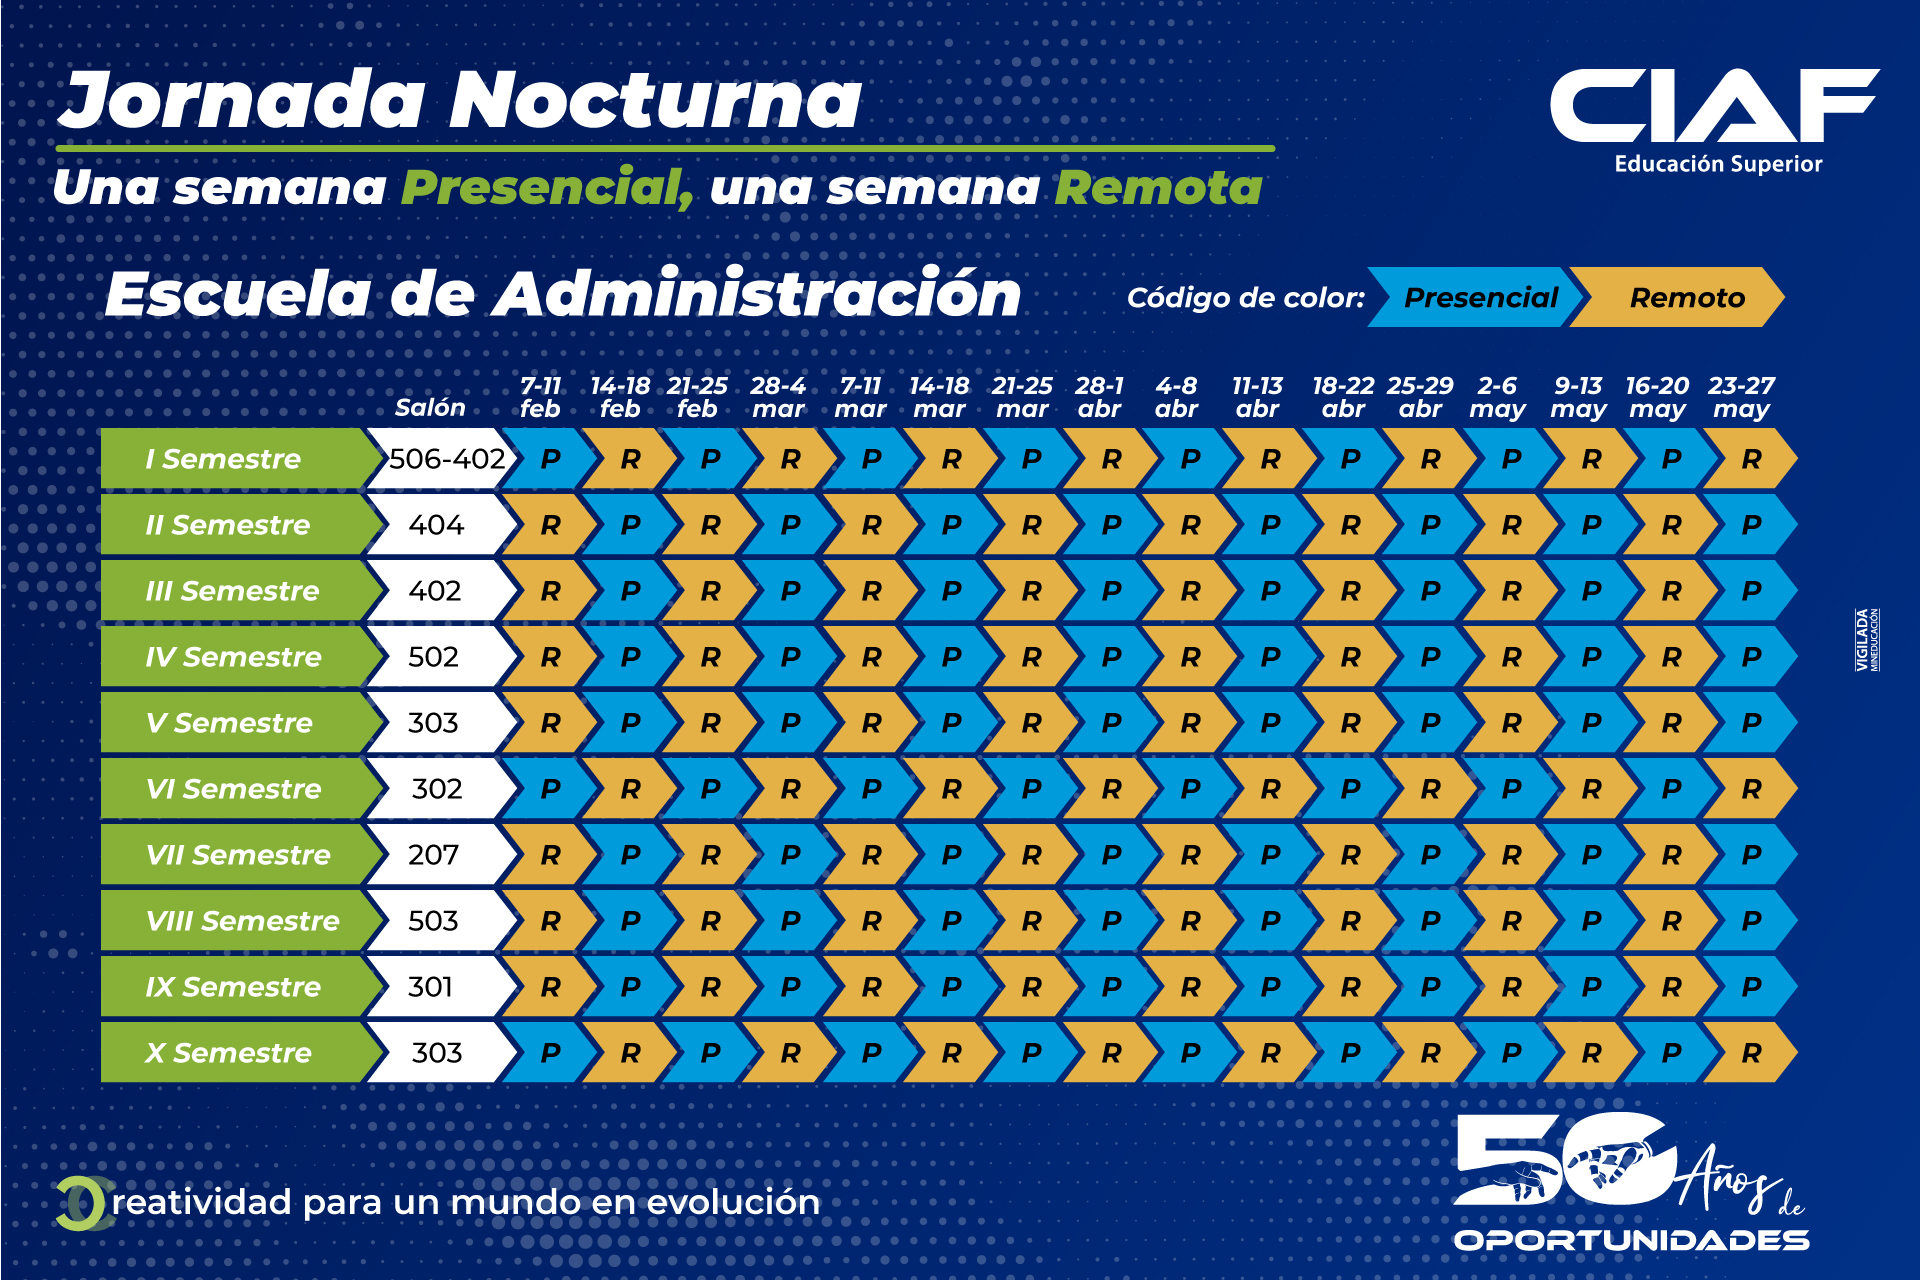 Jornada Nocturna
CIAF
Educación Superior
Una semana Presencial, una semana Remota
Escuela de Administración
Código de color: Presencial Remoto
Salón 7-11 feb 14-18 feb 21-25 feb 28-4 mar 7-11 mar 14-18 mar 21-25 mar 28-1 abr 4-8 abr 11-13 abr 18-22 abr 25-29 abr 2-6 may 9-13 may 16-20 may 23-27 may
I Semestre 506-402 P R P R P R P R P R P R P R P R
II Semestre 404 R P R P R P R P R P R P R P R P
III Semestre 402 R P R P R P R P R P R P R P R P
IV Semestre 502 R P R P R P R P R P R P R P R P
V Semestre 303 R P R P R P R P R P R P R P R P
VI Semestre 302 P R P R P R P R P R P R P R P R
VII Semestre 207 R P R P R P R P R P R P R P R P
VIII Semestre 503 R P R P R P R P R P R P R P R P
IX Semestre 301 R P R P R P R P R P R P R P R P
X Semestre 303 P R P R P R P R P R P R P R P R
VIGILADA
MINEDUCACIÓN
Creatividad para un mundo en evolución
50 Años de
OPORTUNIDADES